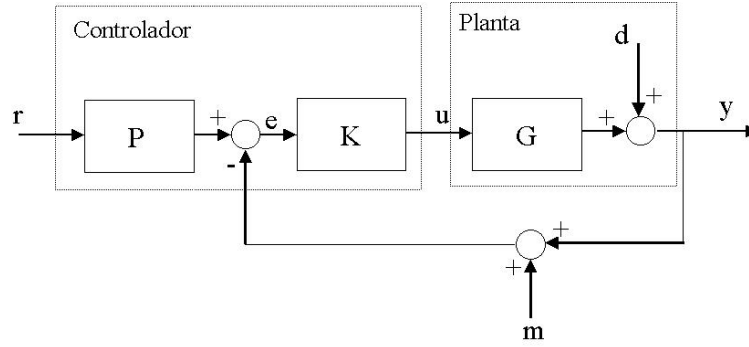 Controlador
Planta
d
r
P
+
e
-
K
u
G
+
+
y
+
+
m